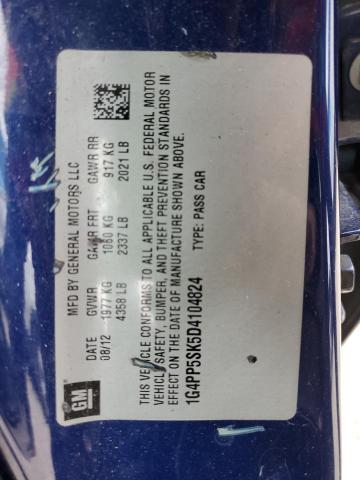 GM
MFD BY GENERAL MOTORS LLC
DATE GVWR GAWR FRT GAWR RR
08/12 1977 KG 1060 KG 917 KG
4358 LB 2337 LB 2021 LB
THIS VEHICLE CONFORMS TO ALL APPLICABLE U.S. FEDERAL MOTOR
VEHICLE SAFETY, BUMPER, AND THEFT PREVENTION STANDARDS IN
EFFECT ON THE DATE OF MANUFACTURE SHOWN ABOVE.
1G4PP5SK5D4104824 TYPE: PASS CAR